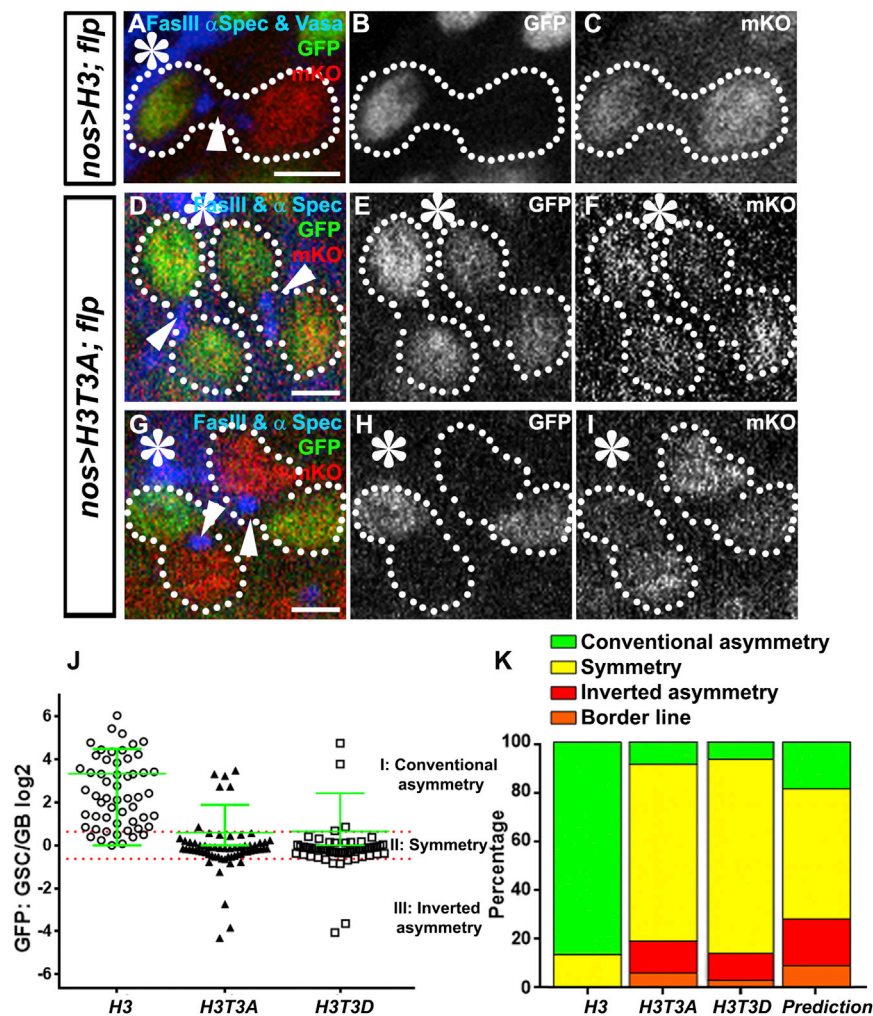 nos>H3; flp
A FasIII αSpec & Vasa
GFP
mKO
B GFP
C mKO
nos>H3T3A; flp
D FasIII & α Spec
GFP
mKO
E GFP
F mKO
G FasIII & α Spec
GFP
mKO
H GFP
I mKO
J
GFP: GSC/GB log2
6
4
2
0
-2
-4
-6
I: Conventional
asymmetry
II: Symmetry
III: Inverted
asymmetry
H3 H3T3A H3T3D
K
Conventional asymmetry
Symmetry
Inverted asymmetry
Border line
Percentage
100
80
60
40
20
0
H3 H3T3A H3T3D Prediction